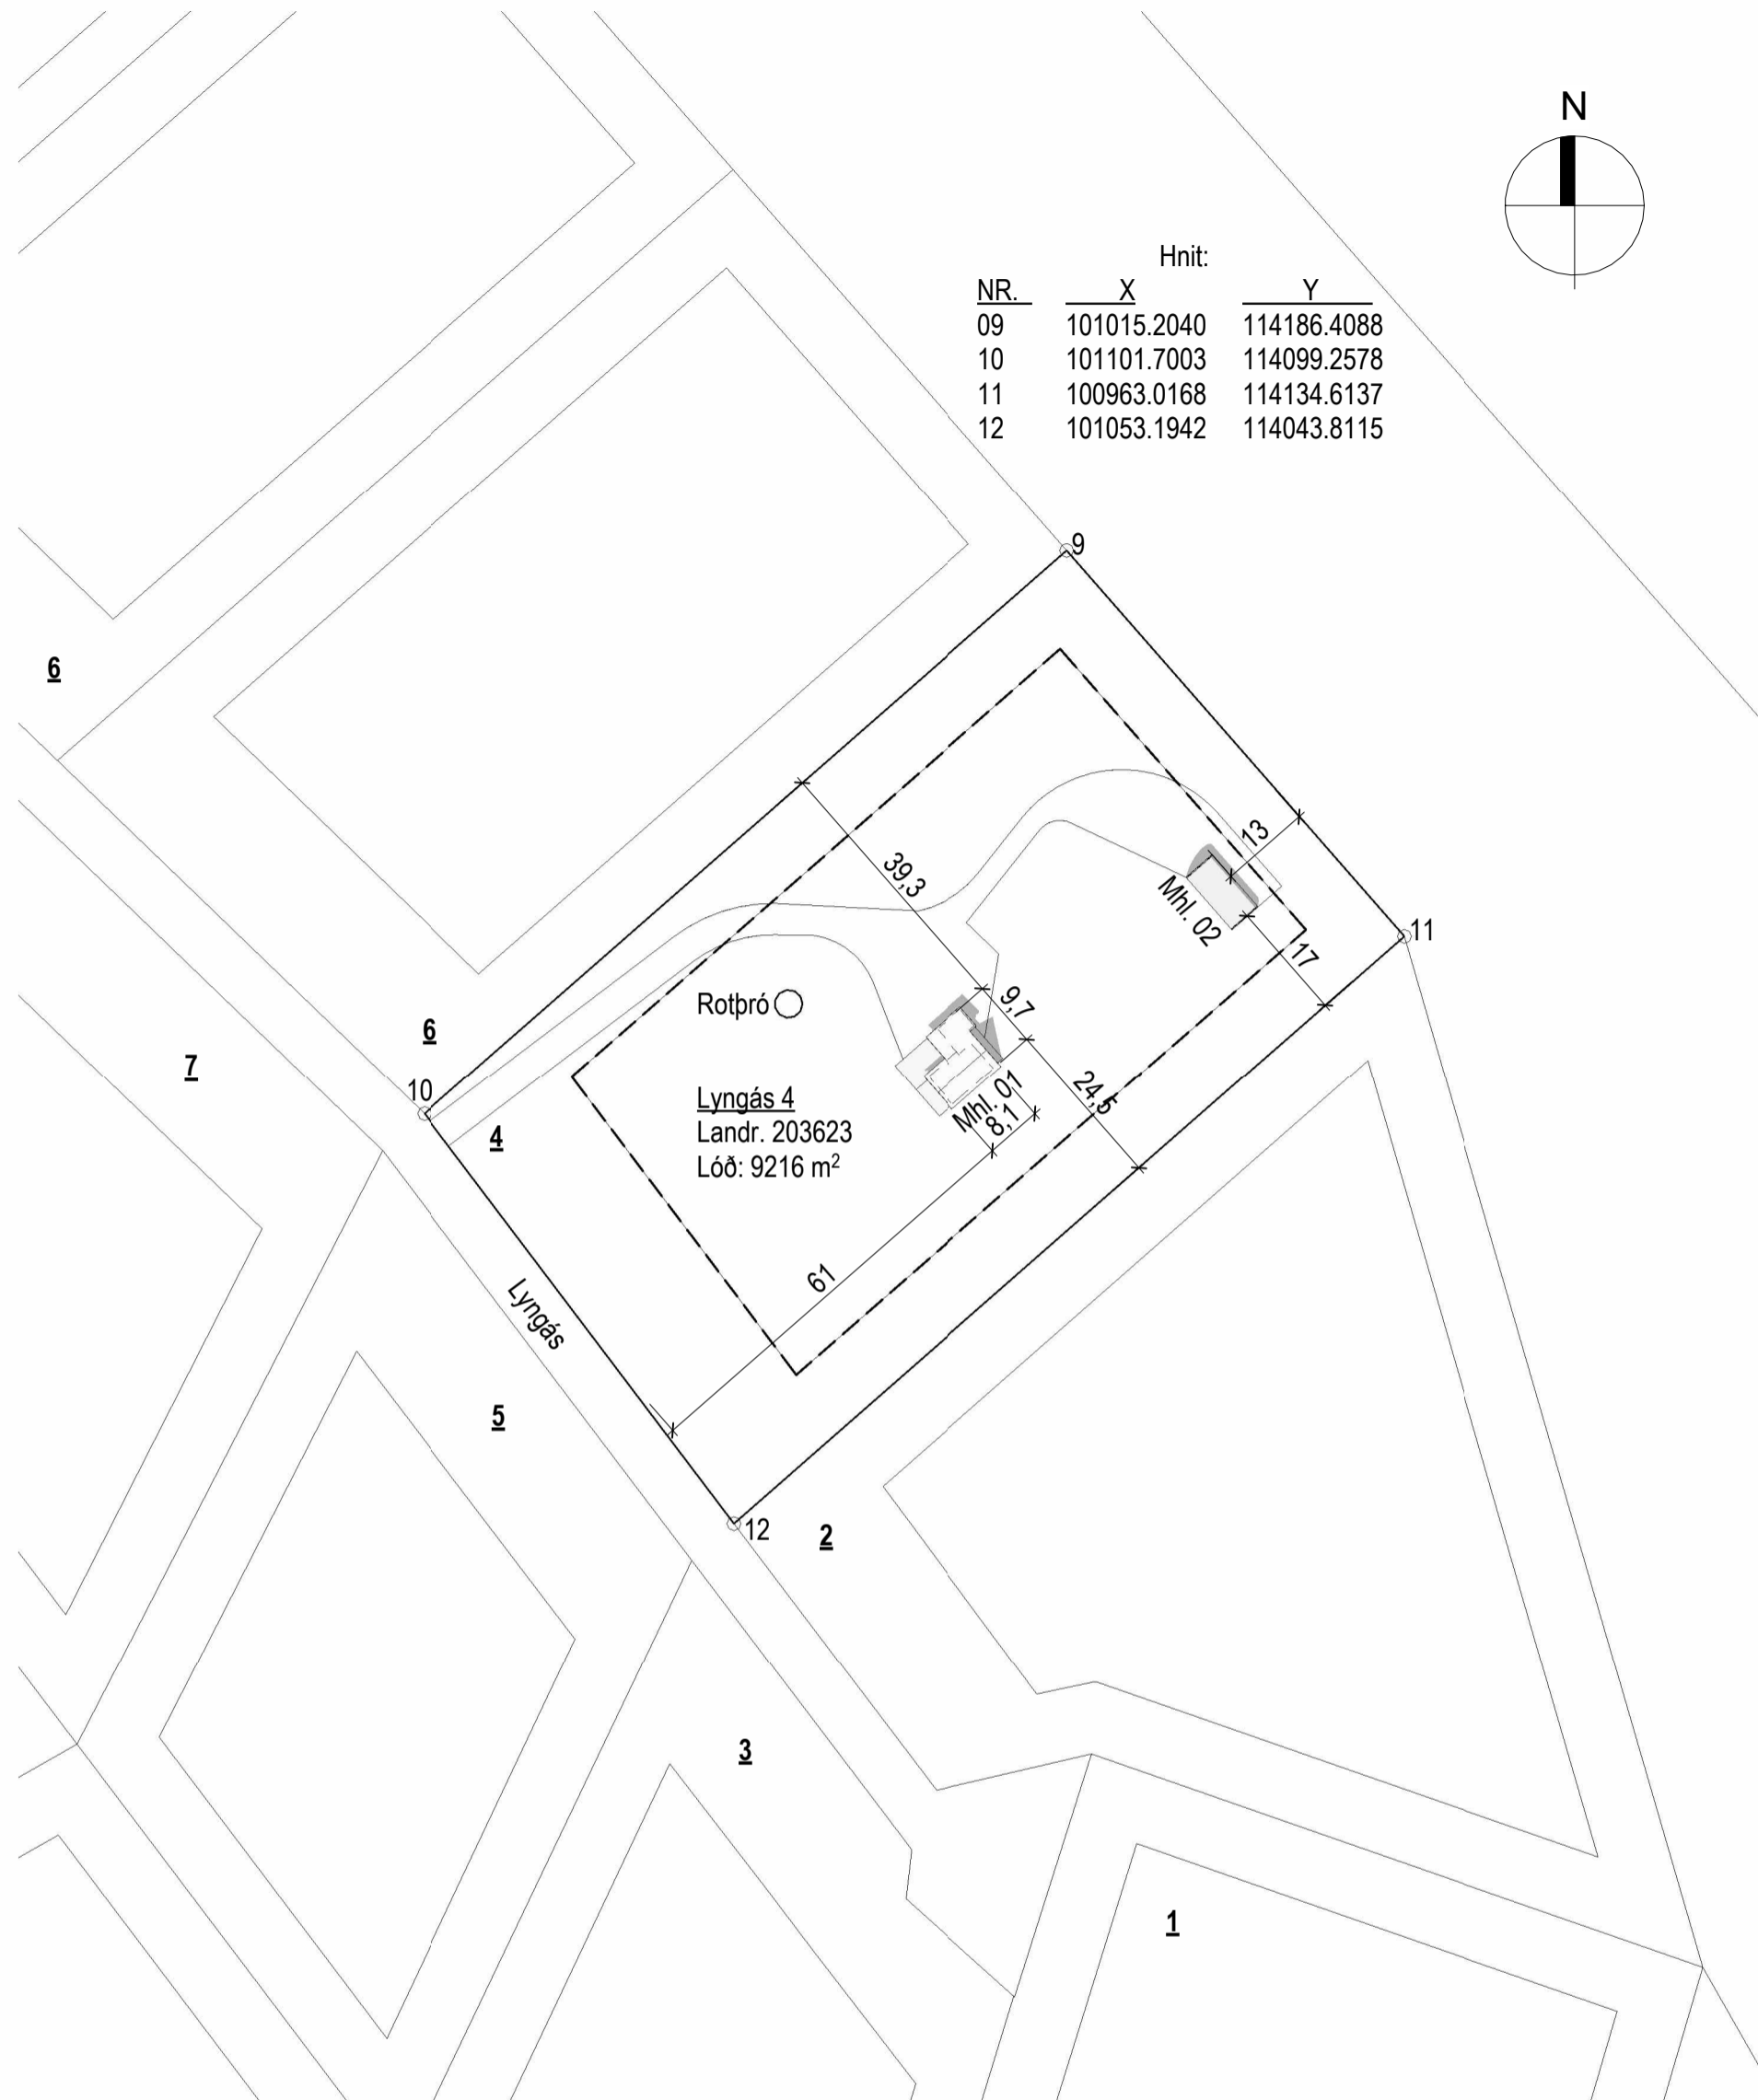 N
Hnit:
NR. X Y
09 101015.2040 114186.4088
10 101101.7003 114099.2578
11 100963.0168 114134.6137
12 101053.1942 114043.8115
9
6
13
39,3
Mhl. 02
11
17
Rotþró
9,7
6
7
10
24,5
Mhl. 01
8,1
Lyngás 4
Landr. 203623
Lóð: 9216 m²
4
61
Lyngás
5
12
2
3
1